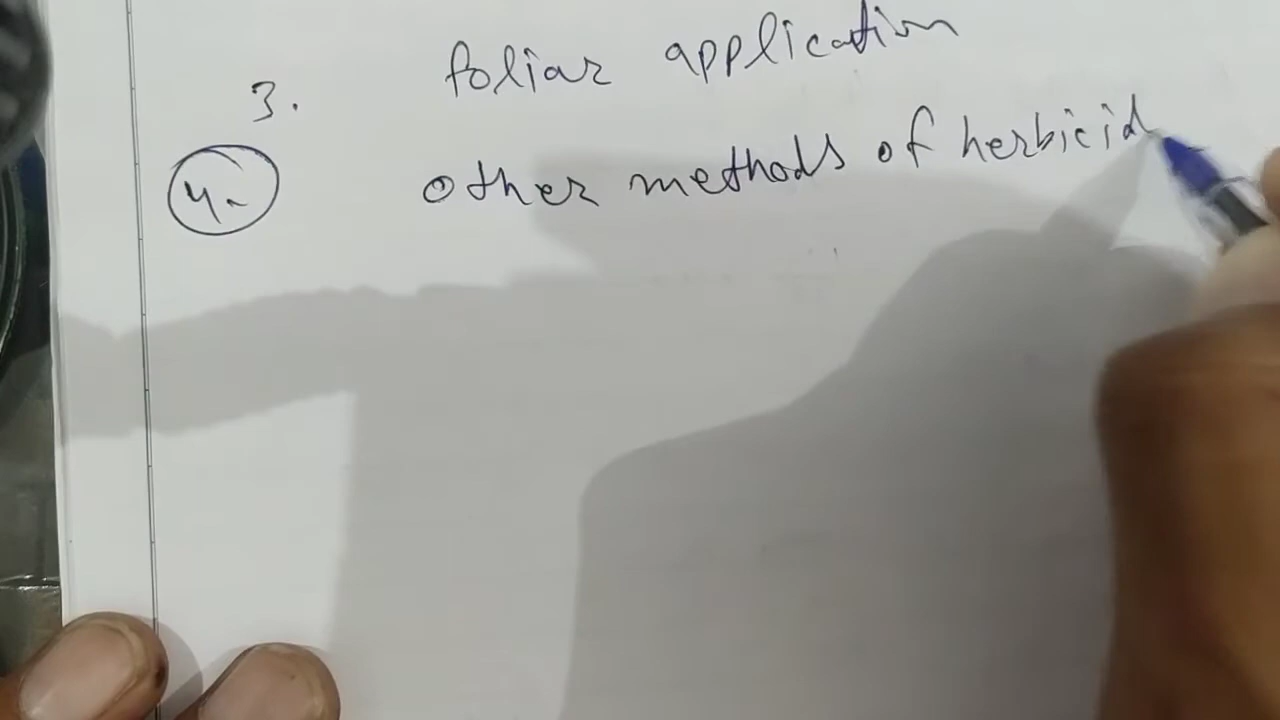 3. foliar application
4. other methods of herbicid